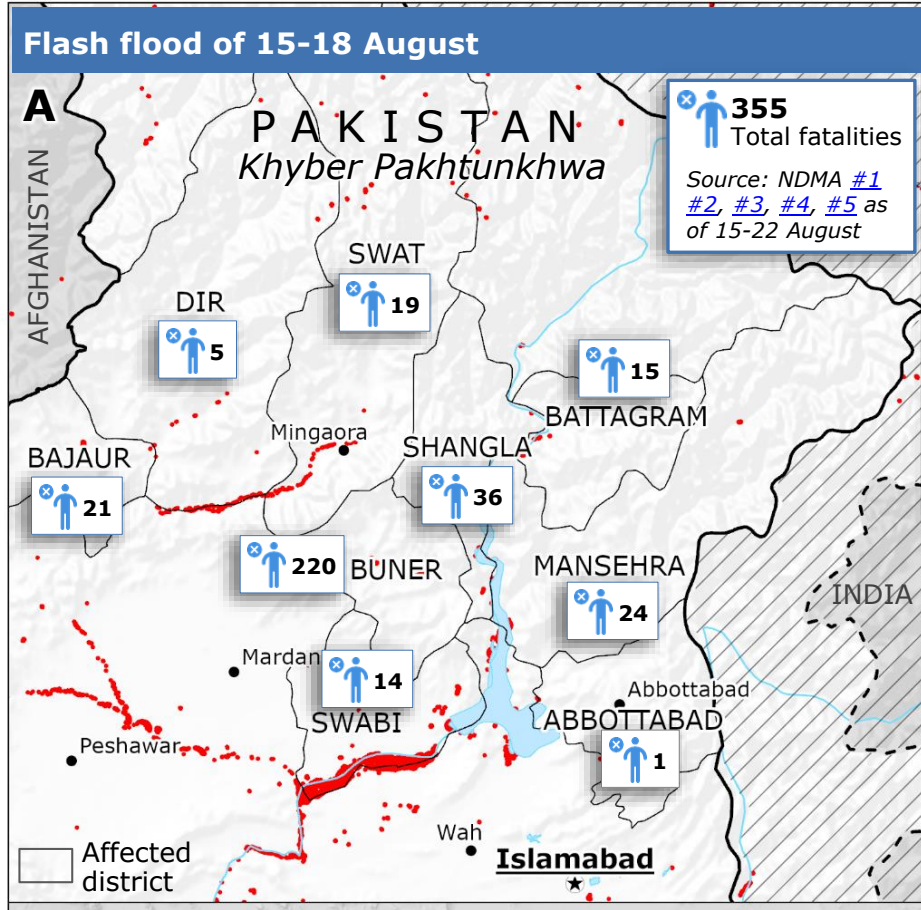 Flash flood of 15-18 August
A
PAKISTAN
Khyber Pakhtunkhwa
355
Total fatalities
Source: NDMA #1
#2, #3, #4, #5 as
of 15-22 August
AFGHANISTAN
SWAT
19
DIR
5
15
BATTAGRAM
Mingaora
SHANGLA
36
BAJAUR
21
220
BUNER
MANSEHRA
24
INDIA
Mardan
14
SWABI
Abbottabad
ABBOTTABAD
1
Peshawar
Wah
Islamabad
Affected
district